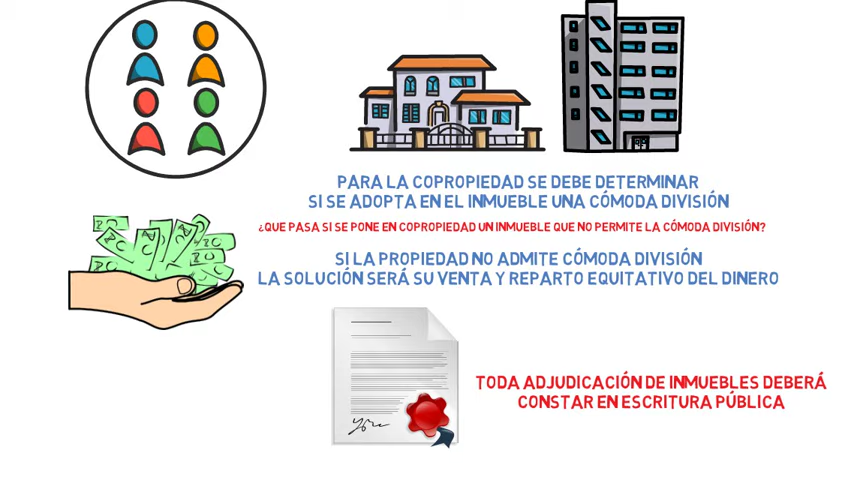 PARA LA COPROPIEDAD SE DEBE DETERMINAR
SI SE ADOPTA EN EL INMUEBLE UNA CÓMODA DIVISIÓN
¿QUE PASA SI SE PONE EN COPROPIEDAD UN INMUEBLE QUE NO PERMITE LA CÓMODA DIVISIÓN?
SI LA PROPIEDAD NO ADMITE CÓMODA DIVISIÓN
LA SOLUCIÓN SERÁ SU VENTA Y REPARTO EQUITATIVO DEL DINERO
TODA ADJUDICACIÓN DE INMUEBLES DEBERÁ
CONSTAR EN ESCRITURA PÚBLICA